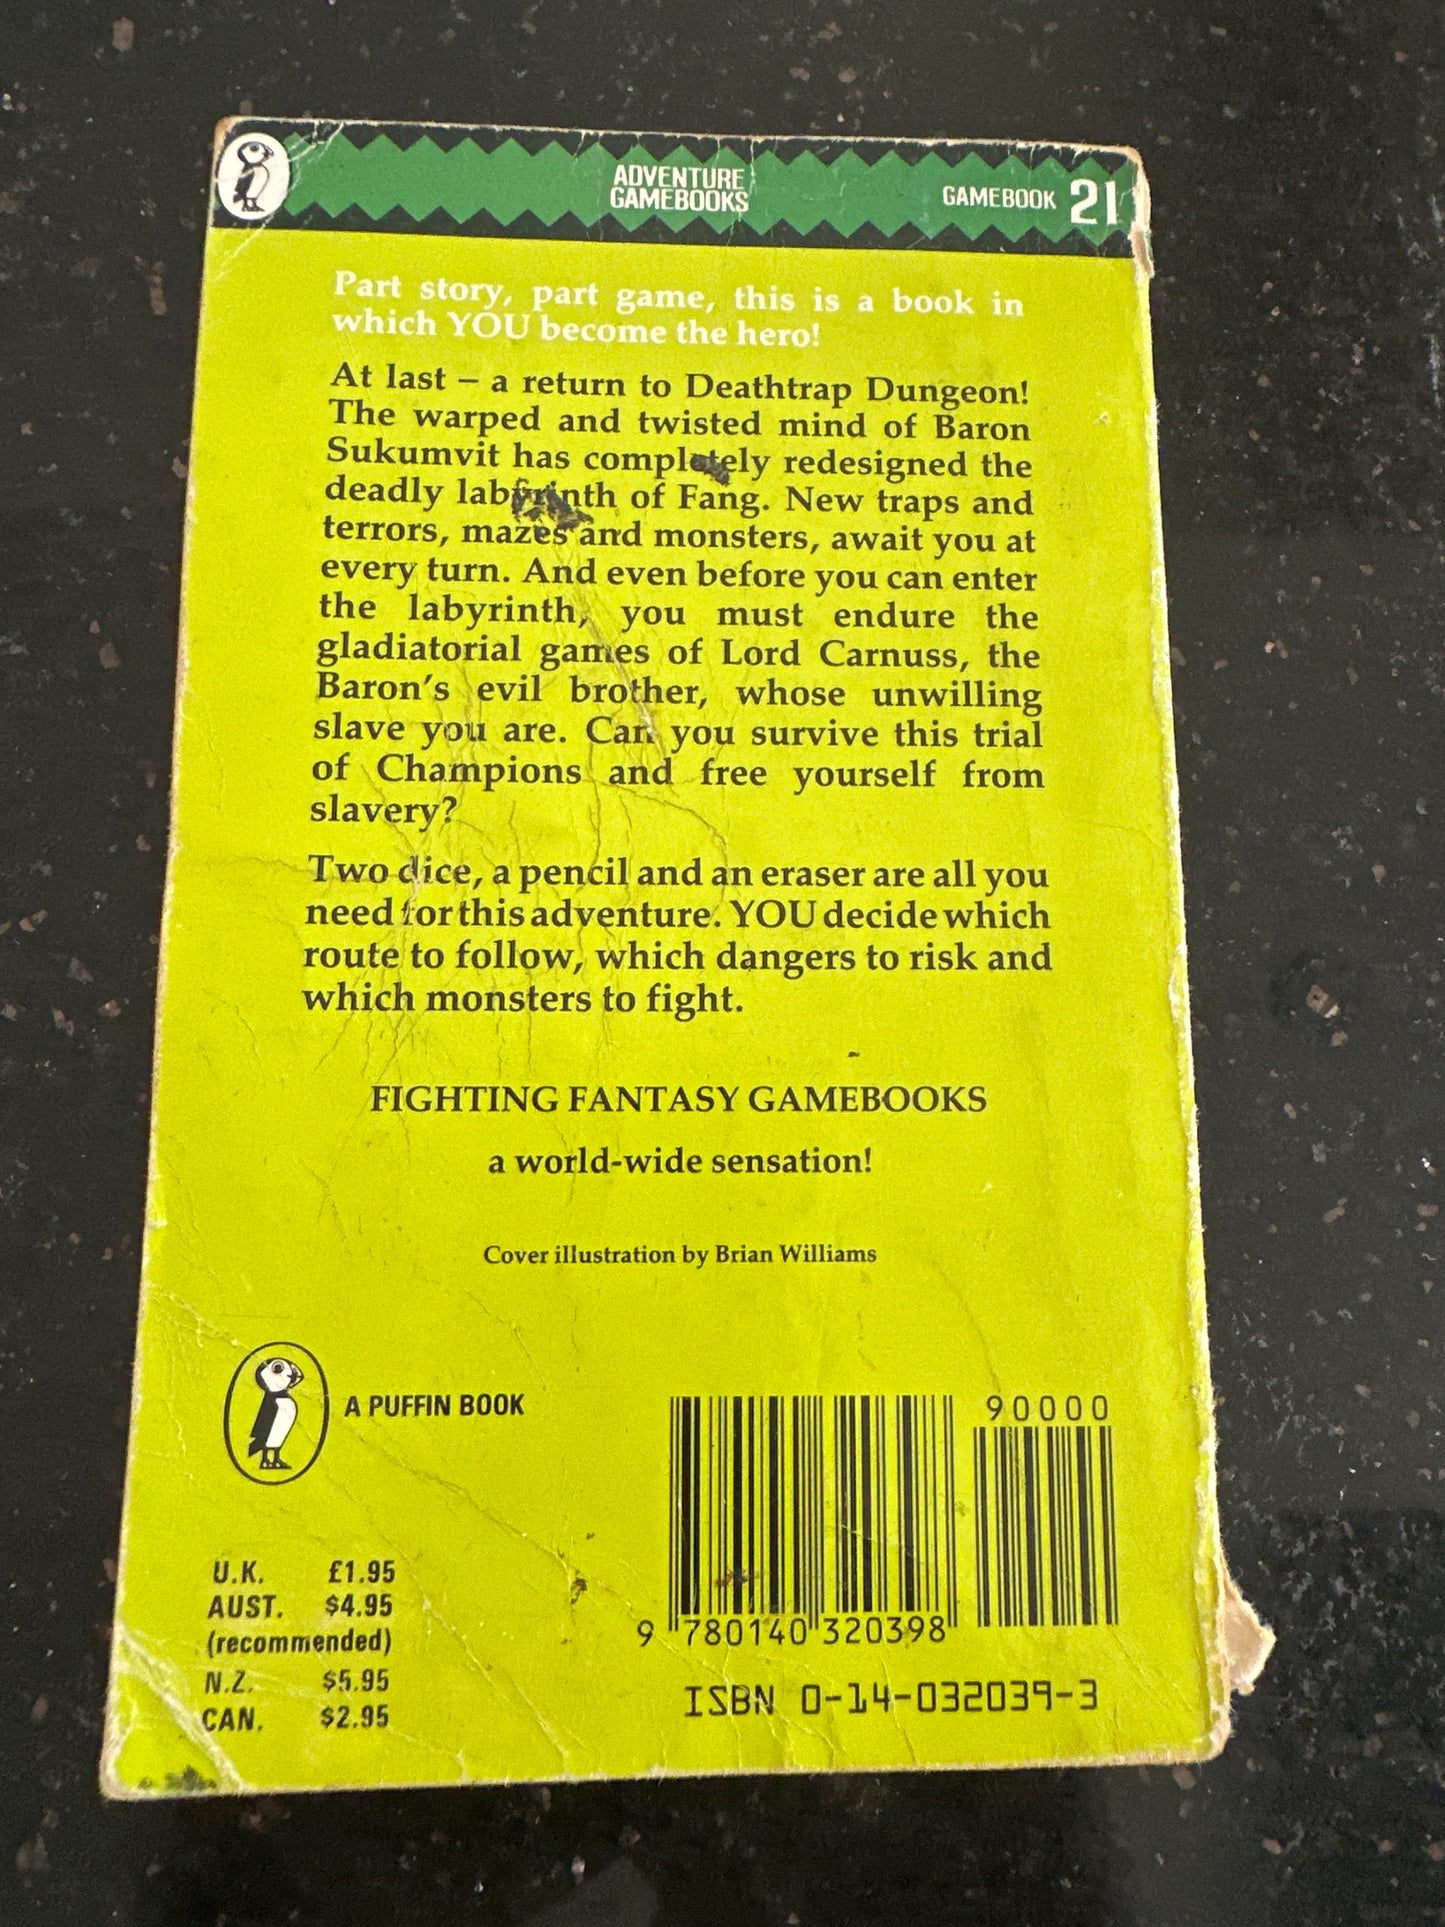 ADVENTURE
GAMEBOOKS
GAMEBOOK 21
Part story, part game, this is a book in
which YOU become the hero!
At last – a return to Deathtrap Dungeon!
The warped and twisted mind of Baron
Sukumvit has completely redesigned the
deadly labyrinth of Fang. New traps and
terrors, mazes and monsters, await you at
every turn. And even before you can enter
the labyrinth, you must endure the
gladiatorial games of Lord Carnuss, the
Baron's evil brother, whose unwilling
slave you are. Can you survive this trial
of Champions and free yourself from
slavery?
Two dice, a pencil and an eraser are all you
need for this adventure. YOU decide which
route to follow, which dangers to risk and
which monsters to fight.
FIGHTING FANTASY GAMEBOOKS
a world-wide sensation!
Cover illustration by Brian Williams
A PUFFIN BOOK
U.K. £1.95
AUST. $4.95
(recommended)
N.Z. $5.95
CAN. $2.95
90000
9 780140 320398
ISBN 0-14-032039-3